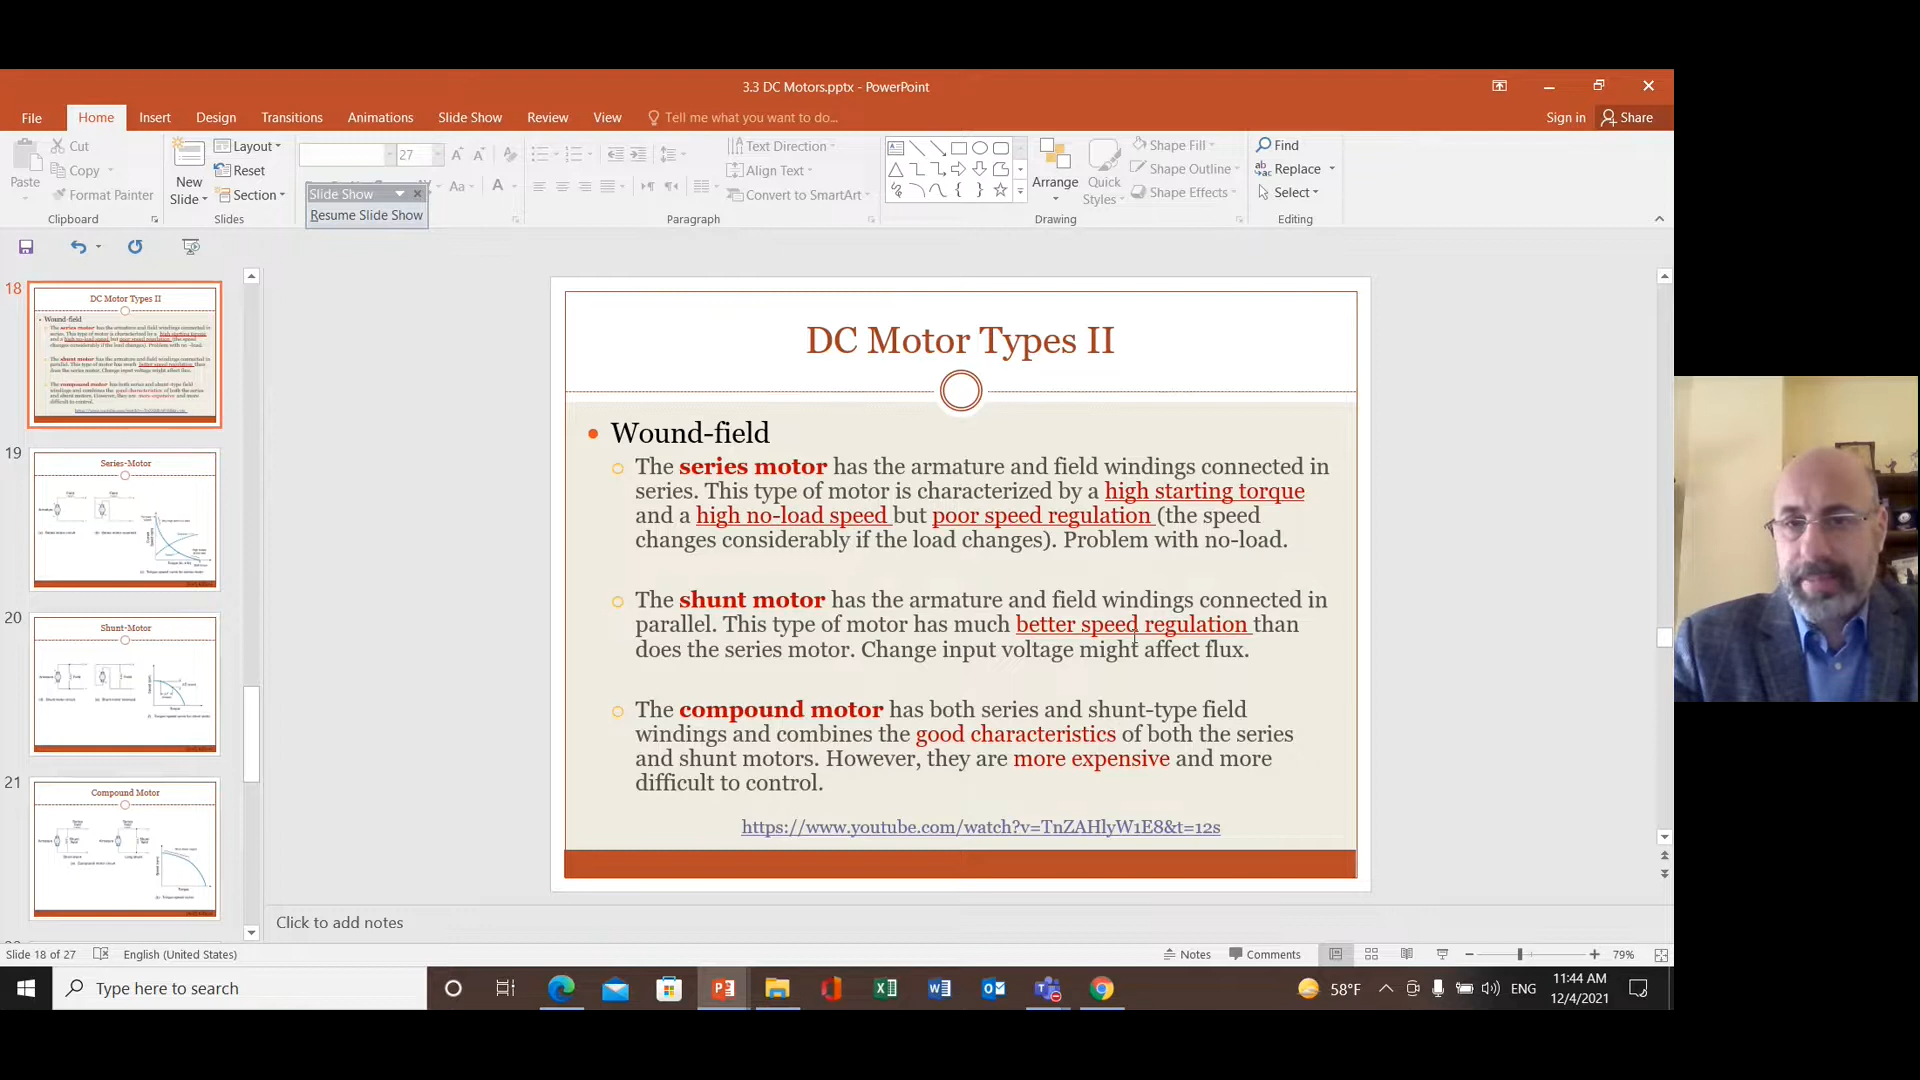 3.3 DC Motors.pptx - PowerPoint
File Home Insert Design Transitions Animations Slide Show Review View Tell me what you want to do... Sign in Share
Paste
Cut
Copy
Format Painter
Clipboard
New
Slide
Layout
Reset
Section
Slides
27
Aa
A
Slide Show
Resume Slide Show
Text Direction
Align Text
Convert to SmartArt
Paragraph
Arrange
Quick
Styles
Shape Fill
Shape Outline
Shape Effects
Drawing
Find
Replace
Select
Editing
18
DC Motor Types II
Wound-field
19
Series-Motor
20
Shunt-Motor
21
Compound Motor
DC Motor Types II
Wound-field
The series motor has the armature and field windings connected in
series. This type of motor is characterized by a high starting torque
and a high no-load speed but poor speed regulation (the speed
changes considerably if the load changes). Problem with no-load.
The shunt motor has the armature and field windings connected in
parallel. This type of motor has much better speed regulation than
does the series motor. Change input voltage might affect flux.
The compound motor has both series and shunt-type field
windings and combines the good characteristics of both the series
and shunt motors. However, they are more expensive and more
difficult to control.
https://www.youtube.com/watch?v=TnZAHlyW1E8&t=12s
Click to add notes
Slide 18 of 27 English (United States) Notes Comments 79%
Type here to search
58°F ENG
11:44 AM
12/4/2021